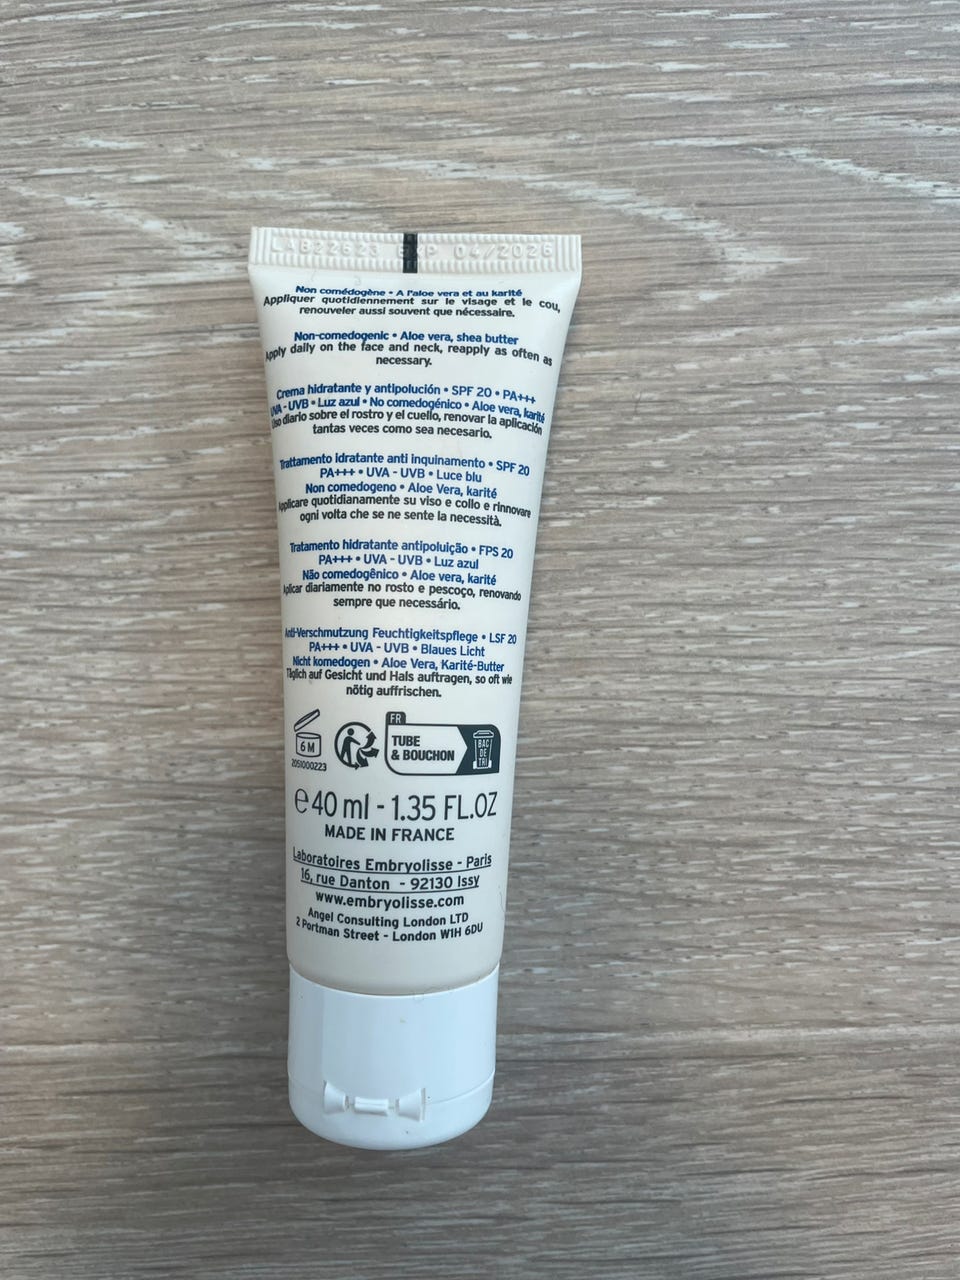 LAB22623 EXP 04/2026
Non comédogène - A l'aloe vera et au karité
Appliquer quotidiennement sur le visage et le cou,
renouveler aussi souvent que nécessaire.
Non-comedogenic • Aloe vera, shea butter
Apply daily on the face and neck, reapply as often as
necessary.
Crema hidratante y antipolución • SPF 20 • PA+++
UVA - UVB • Luz azul • No comedogénico • Aloe vera, karité
Uso diario sobre el rostro y el cuello, renovar la aplicación
tantas veces como sea necesario.
Trattamento idratante anti inquinamento • SPF 20
PA+++ • UVA - UVB • Luce blu
Non comedogeno • Aloe Vera, karité
Applicare quotidianamente su viso e collo e rinnovare
ogni volta che se ne sente la necessità.
Tratamento hidratante antipoluição • FPS 20
PA+++ • UVA - UVB • Luz azul
Não comedogênico • Aloe vera, karité
Aplicar diariamente no rosto e pescoço, renovando
sempre que necessário.
Anti-Verschmutzung Feuchtigkeitspflege • LSF 20
PA+++ • UVA - UVB • Blaues Licht
Nicht komedogen • Aloe Vera, Karité-Butter
Täglich auf Gesicht und Hals auftragen, so oft wie
nötig auffrischen.
6 M
2051000223
FR
TUBE
& BOUCHON
BAC
DE
TRI
℮ 40 ml - 1.35 FL.OZ
MADE IN FRANCE
Laboratoires Embryolisse - Paris
16, rue Danton - 92130 Issy
www.embryolisse.com
Angel Consulting London LTD
2 Portman Street - London W1H 6DU